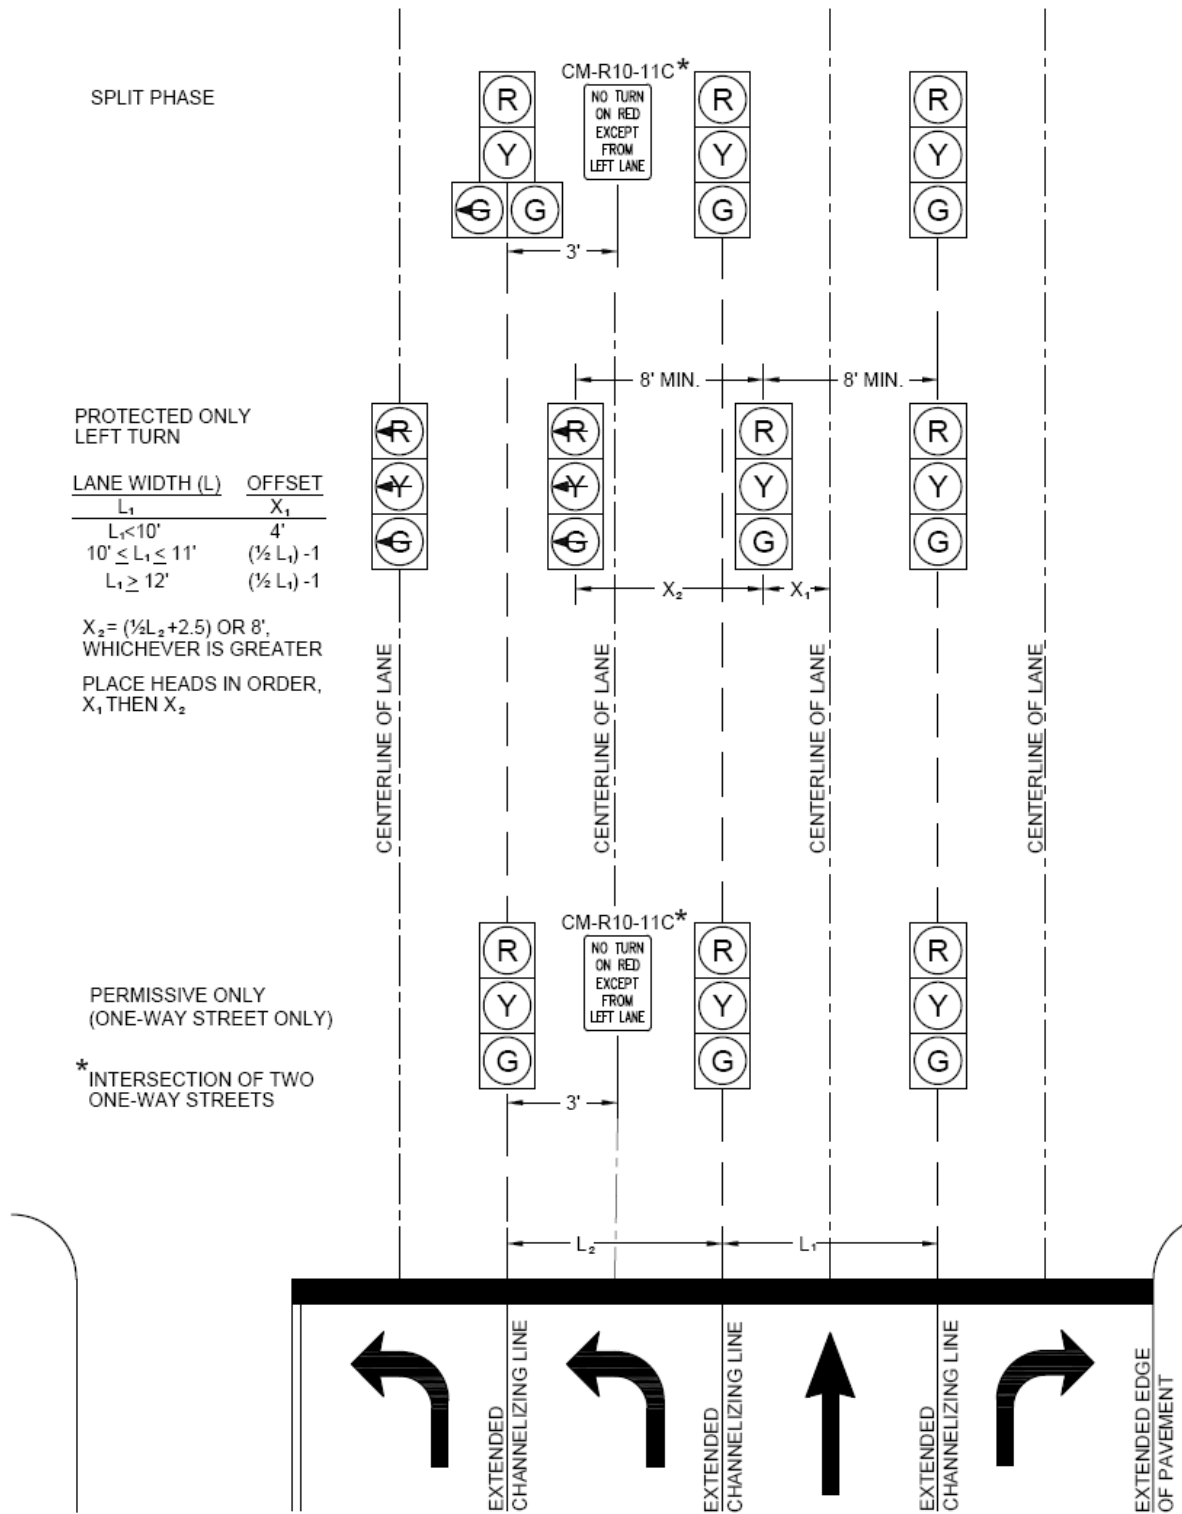 SPLIT PHASE
CM-R10-11C*
NO TURN
ON RED
EXCEPT
FROM
LEFT LANE
R
Y
G G
R
Y
G
R
Y
G
3'
8' MIN.
8' MIN.
PROTECTED ONLY
LEFT TURN
LANE WIDTH (L) OFFSET
L₁ X₁
L₁<10' 4'
10' ≤ L₁ ≤ 11' (½ L₁) -1
L₁ ≥ 12' (½ L₁) -1
X₂= (½L₂+2.5) OR 8',
WHICHEVER IS GREATER
PLACE HEADS IN ORDER,
X₁ THEN X₂
R
Y
G
R
Y
G
R
Y
G
R
Y
G
X₂
X₁
CENTERLINE OF LANE
CENTERLINE OF LANE
CENTERLINE OF LANE
CENTERLINE OF LANE
CM-R10-11C*
NO TURN
ON RED
EXCEPT
FROM
LEFT LANE
R
Y
G
R
Y
G
R
Y
G
3'
PERMISSIVE ONLY
(ONE-WAY STREET ONLY)
*INTERSECTION OF TWO
ONE-WAY STREETS
L₂
L₁
EXTENDED
CHANNELIZING LINE
EXTENDED
CHANNELIZING LINE
EXTENDED
CHANNELIZING LINE
EXTENDED EDGE
OF PAVEMENT